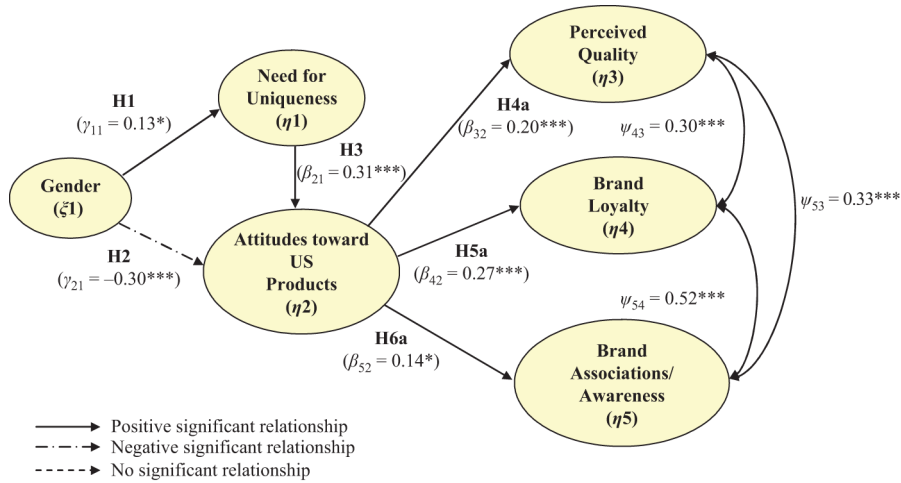 Perceived
Quality
(η3)
Need for
Uniqueness
(η1)
H1
(γ11 = 0.13*)
H4a
(β32 = 0.20***)
ψ43 = 0.30***
H3
(β21 = 0.31***)
Gender
(ξ1)
Brand
Loyalty
(η4)
ψ53 = 0.33***
H2
(γ21 = –0.30***)
Attitudes toward
US
Products
(η2)
H5a
(β42 = 0.27***)
ψ54 = 0.52***
H6a
(β52 = 0.14*)
Brand
Associations/
Awareness
(η5)
Positive significant relationship
Negative significant relationship
No significant relationship